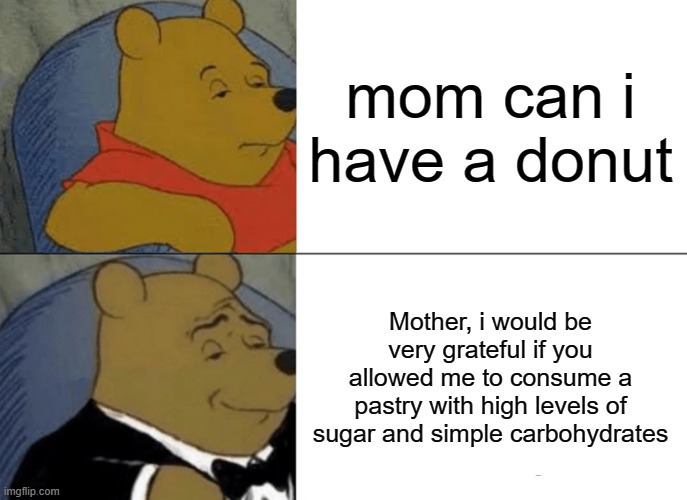 mom can i
have a donut
Mother, i would be
very grateful if you
allowed me to consume a
pastry with high levels of
sugar and simple carbohydrates
imgflip.com